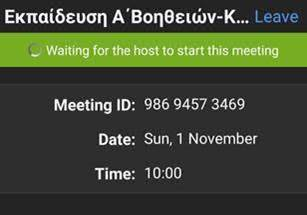 Εκπαίδευση Α΄Βοηθειών-Κ... Leave
Waiting for the host to start this meeting
Meeting ID: 986 9457 3469
Date: Sun, 1 November
Time: 10:00